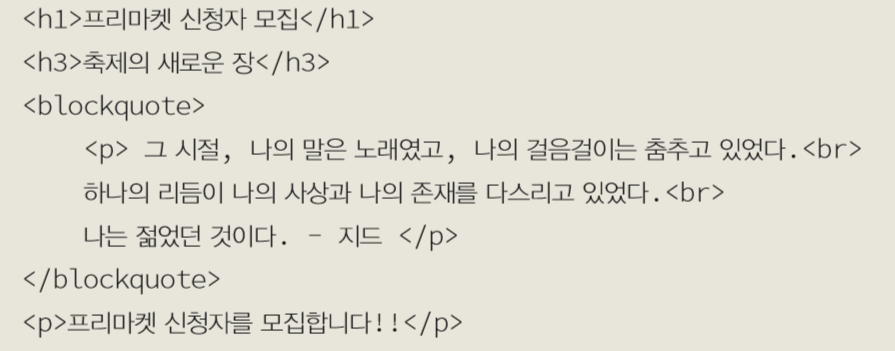 <h1>프리마켓 신청자 모집</h1>
<h3>축제의 새로운 장</h3>
<blockquote>
<p> 그 시절, 나의 말은 노래였고, 나의 걸음걸이는 춤추고 있었다.<br>
하나의 리듬이 나의 사상과 나의 존재를 다스리고 있었다.<br>
나는 젊었던 것이다. - 지드 </p>
</blockquote>
<p>프리마켓 신청자를 모집합니다!!</p>